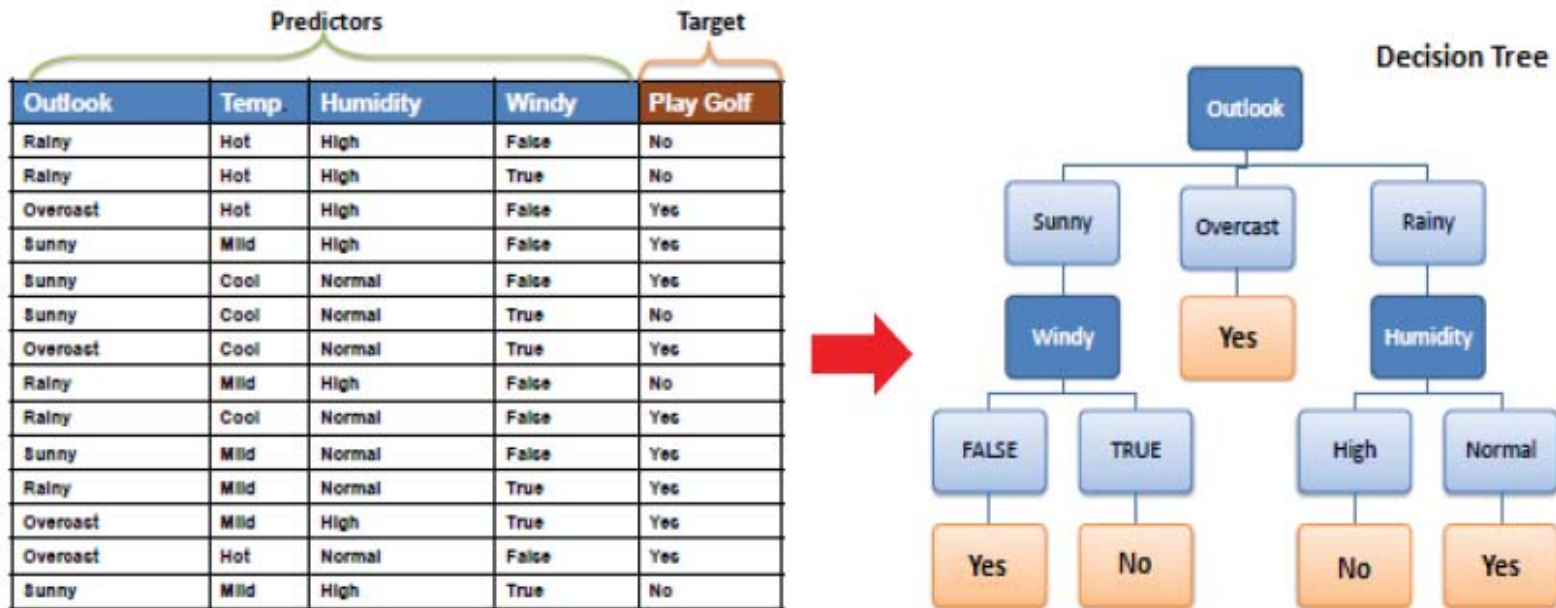 Predictors Target
Outlook Temp. Humidity Windy Play Golf
Rainy Hot High False No
Rainy Hot High True No
Overcast Hot High False Yes
Sunny Mild High False Yes
Sunny Cool Normal False Yes
Sunny Cool Normal True No
Overcast Cool Normal True Yes
Rainy Mild High False No
Rainy Cool Normal False Yes
Sunny Mild Normal False Yes
Rainy Mild Normal True Yes
Overcast Mild High True Yes
Overcast Hot Normal False Yes
Sunny Mild High True No
Decision Tree
Outlook
Sunny Overcast Rainy
Windy Yes Humidity
FALSE TRUE High Normal
Yes No No Yes